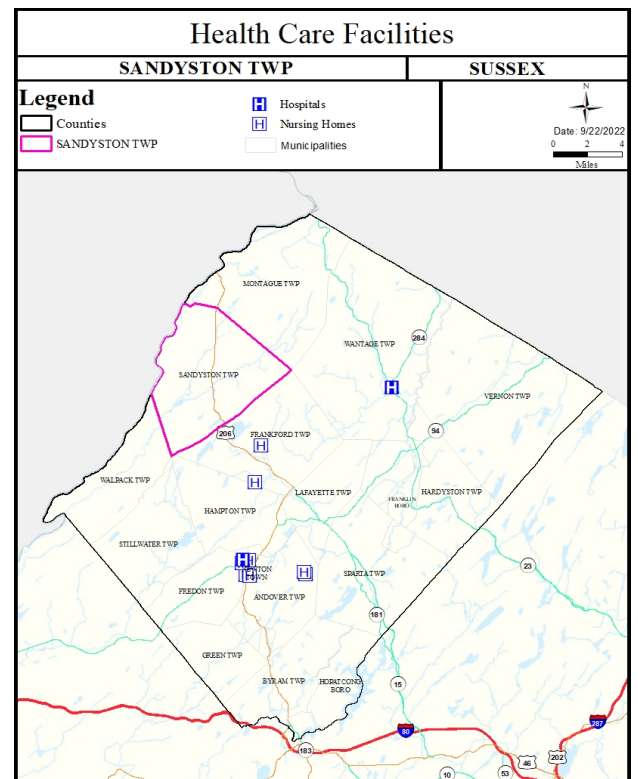 Health Care Facilities
SANDYSTON TWP
SUSSEX
Legend
Counties
SANDYSTON TWP
H Hospitals
H Nursing Homes
Municipalities
N
Date: 9/22/2022
0 2 4
Miles
MONTAGUE TWP
WANTAGE TWP
284
SANDYSTON TWP
H
VERNON TWP
94
206
FRANKFORD TWP
H
WALPACK TWP
H
LAFAYETTE TWP
HARDYSTON TWP
FRANKLIN
BORO
HAMPTON TWP
STILLWATER TWP
H
23
TOWN
H
SPARTA TWP
FREDON TWP
ANDOVER TWP
181
GREEN TWP
BYRAM TWP
HOPATCONG
BORO
15
80
287
183
46
202
10
53